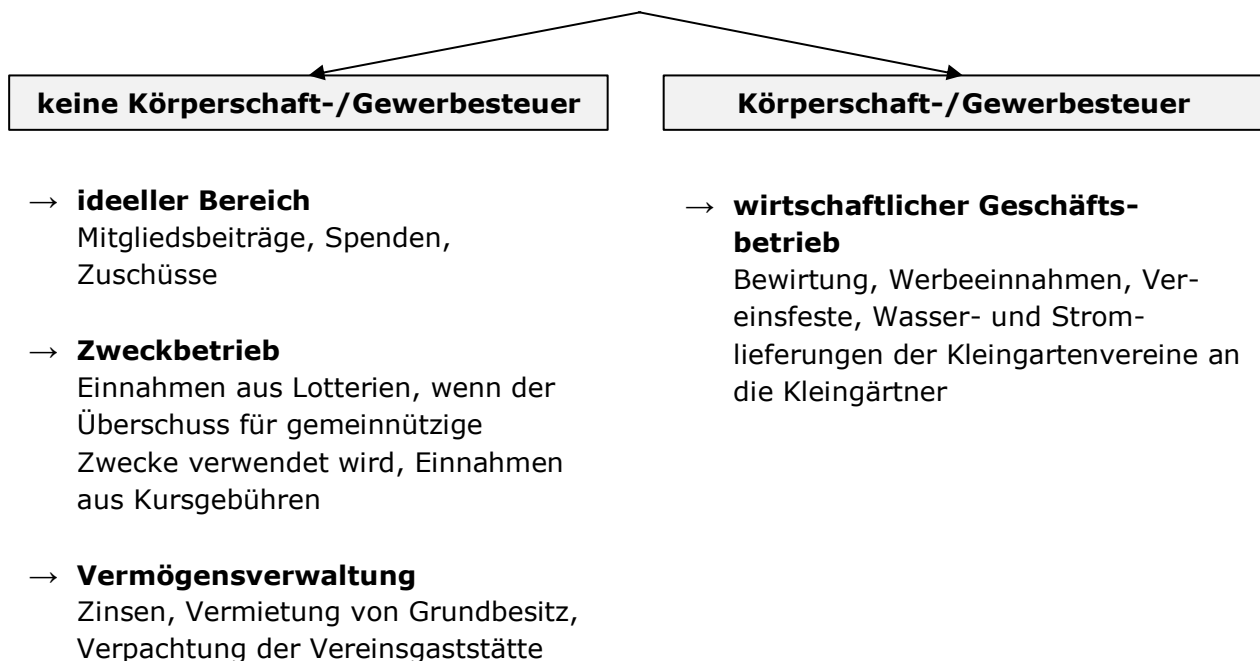 keine Körperschaft-/Gewerbesteuer
→ ideeller Bereich
Mitgliedsbeiträge, Spenden,
Zuschüsse
→ Zweckbetrieb
Einnahmen aus Lotterien, wenn der
Überschuss für gemeinnützige
Zwecke verwendet wird, Einnahmen
aus Kursgebühren
→ Vermögensverwaltung
Zinsen, Vermietung von Grundbesitz,
Verpachtung der Vereinsgaststätte
Körperschaft-/Gewerbesteuer
→ wirtschaftlicher Geschäfts-
betrieb
Bewirtung, Werbeeinnahmen, Ver-
einsfeste, Wasser- und Strom-
lieferungen der Kleingartenvereine an
die Kleingärtner